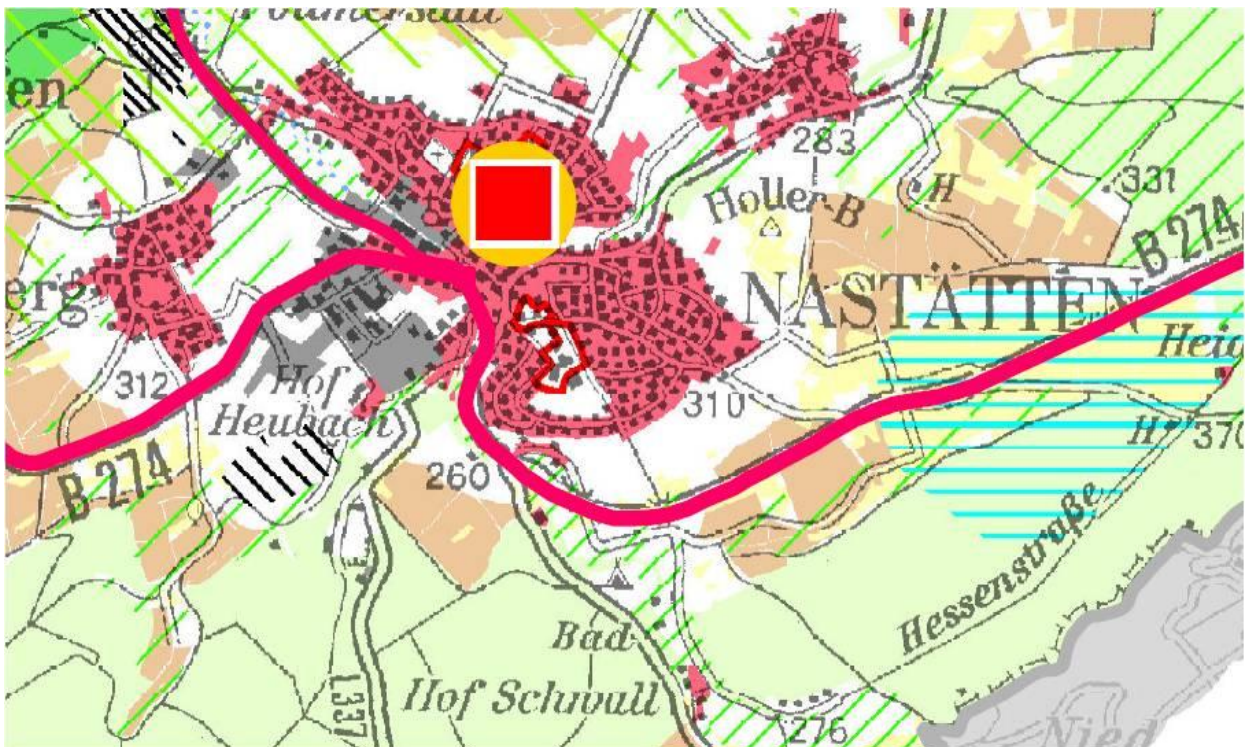 en
283
331
H
Holler-B
B 274
NASTÄTTEN
erg
Heid
312
Hof
Heubach
310
H
370
B 274
260
Hessenstraße
Bad
Hof Schwall
L337
276
Nied